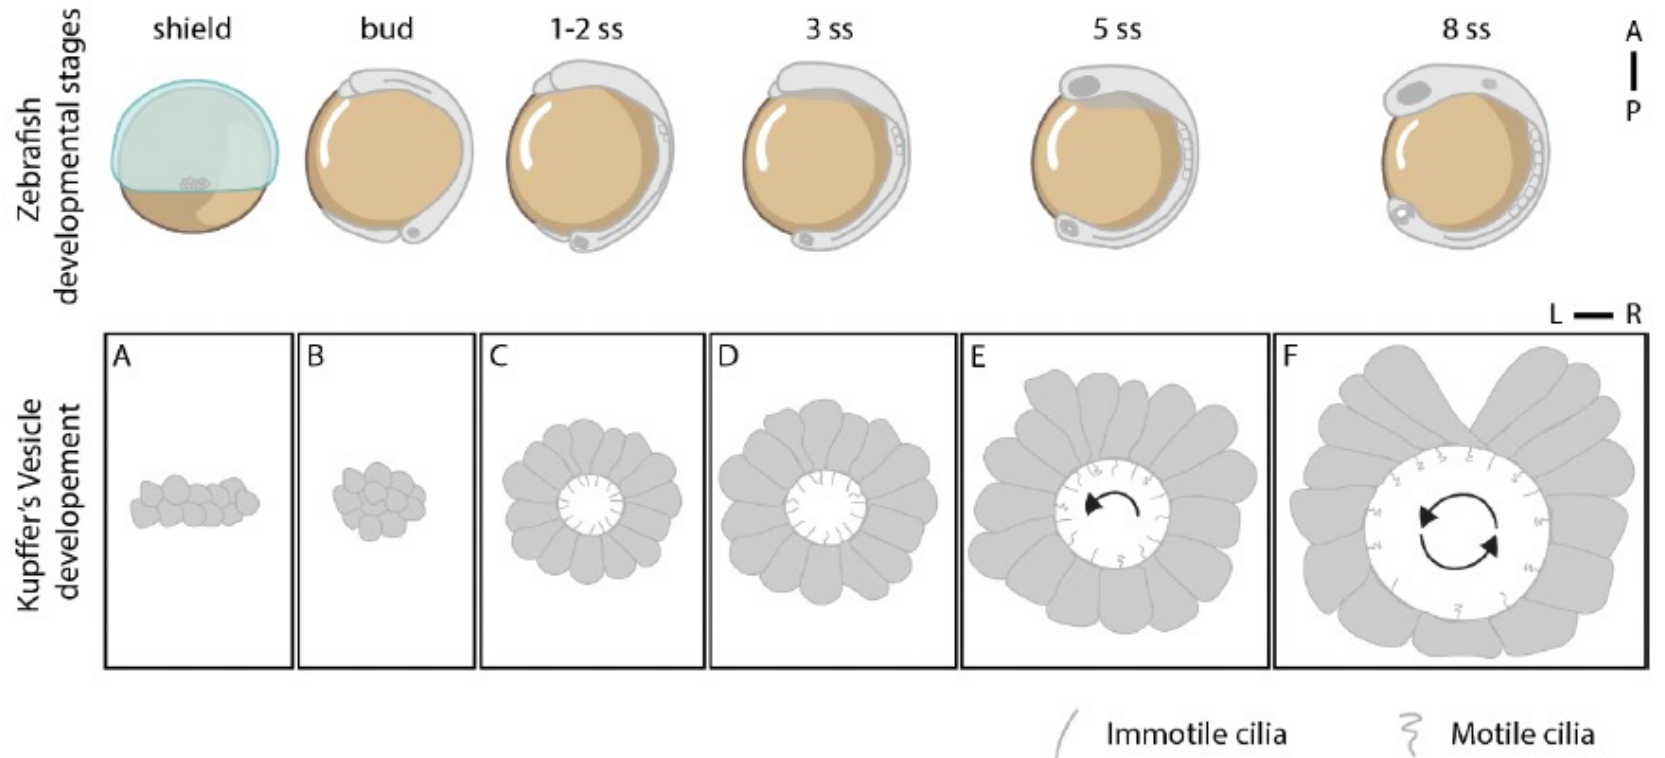 shield
bud
1-2 ss
3 ss
5 ss
8 ss
A
P
Zebrafish
developmental stages
L
R
A
B
C
D
E
F
Kupffer's Vesicle
developement
Immotile cilia
Motile cilia